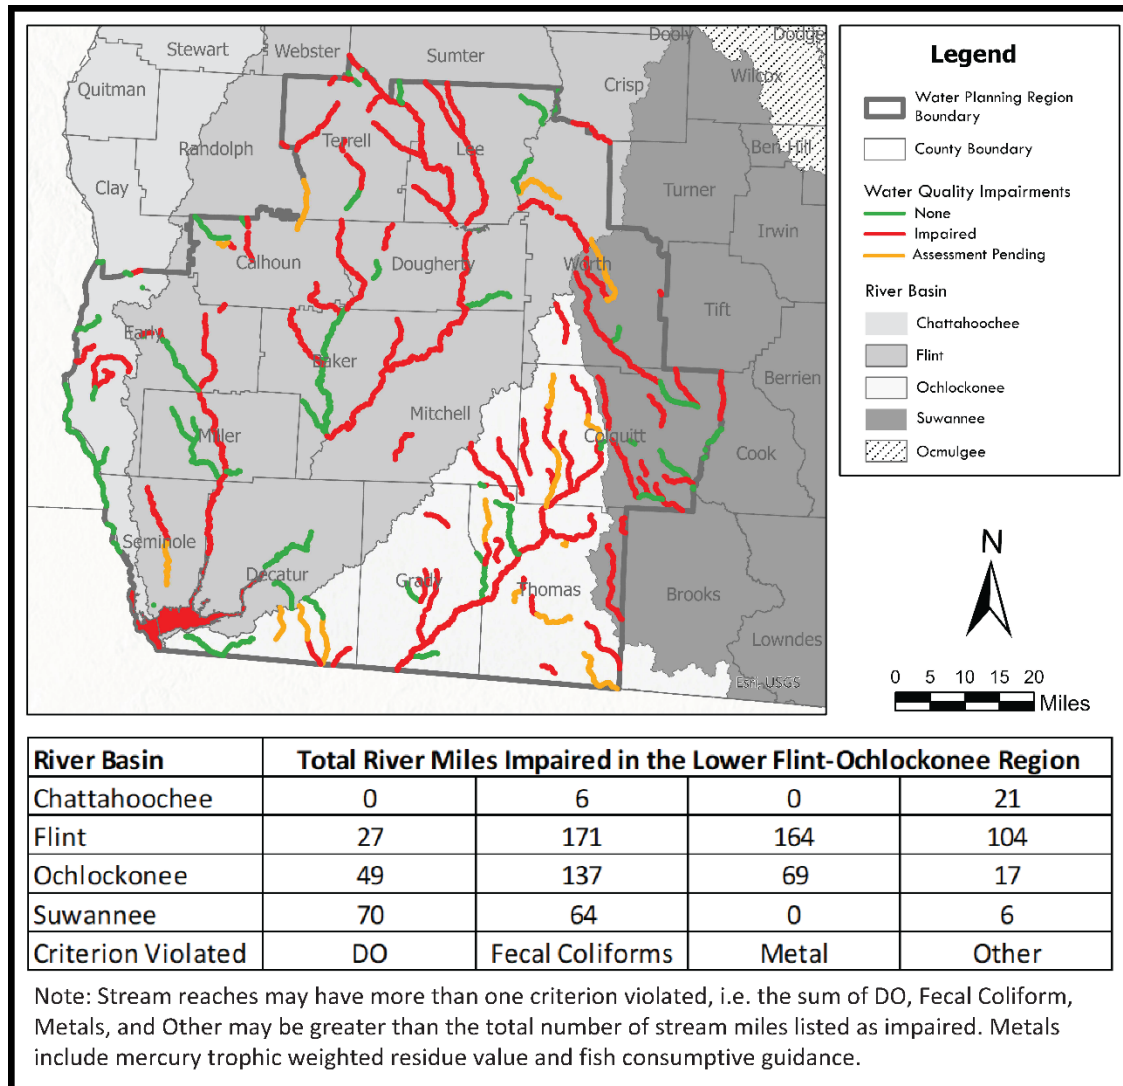 Stewart
Webster
Sumter
Dooly
Dodge
Quitman
Crisp
Wilcox
Randolph
Terrell
Lee
Ben Hill
Clay
Turner
Irwin
Calhoun
Dougherty
Worth
Tift
Early
Baker
Berrien
Mitchell
Miller
Colquitt
Cook
Seminole
Decatur
Grady
Thomas
Brooks
Lowndes
Esri, USGS
Legend
Water Planning Region
Boundary
County Boundary
Water Quality Impairments
None
Impaired
Assessment Pending
River Basin
Chattahoochee
Flint
Ochlockonee
Suwannee
Ocmulgee
N
0 5 10 15 20
Miles
River Basin Total River Miles Impaired in the Lower Flint-Ochlockonee Region
Chattahoochee 0 6 0 21
Flint 27 171 164 104
Ochlockonee 49 137 69 17
Suwannee 70 64 0 6
Criterion Violated DO Fecal Coliforms Metal Other
Note: Stream reaches may have more than one criterion violated, i.e. the sum of DO, Fecal Coliform,
Metals, and Other may be greater than the total number of stream miles listed as impaired. Metals
include mercury trophic weighted residue value and fish consumptive guidance.